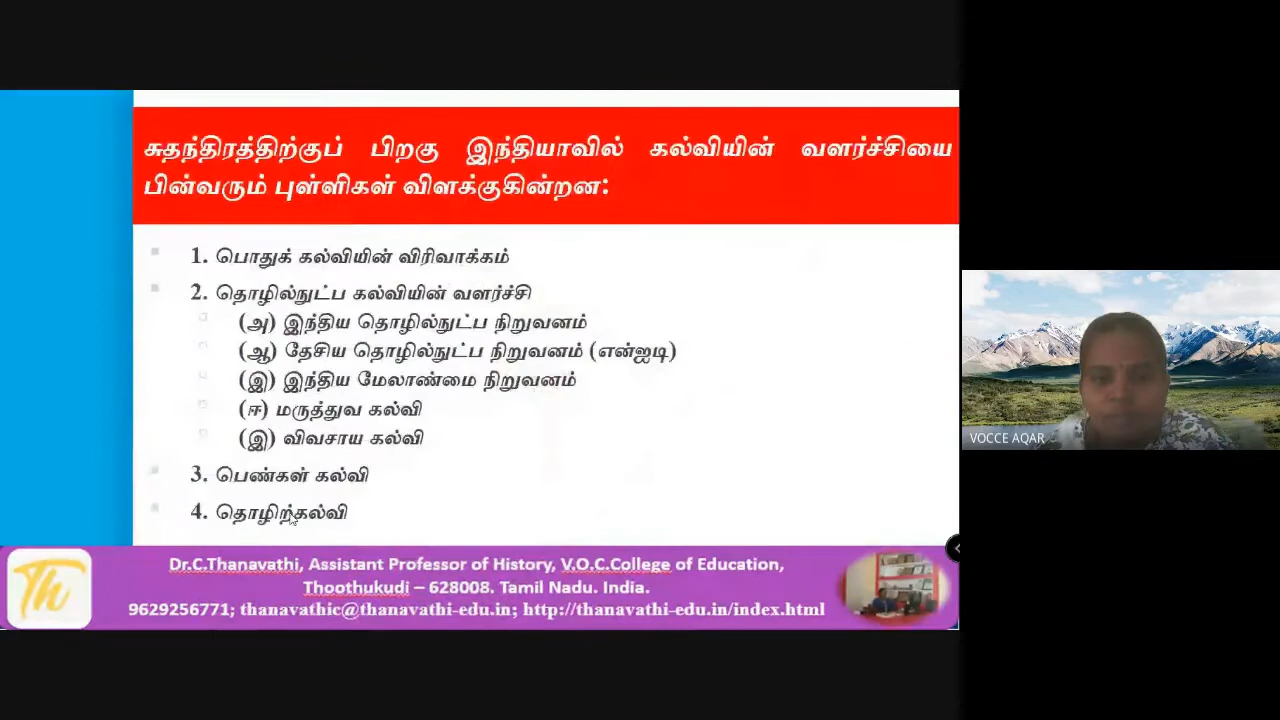 சுதந்திரத்திற்குப் பிறகு இந்தியாவில் கல்வியின் வளர்ச்சியை
பின்வரும் புள்ளிகள் விளக்குகின்றன:
1. பொதுக் கல்வியின் விரிவாக்கம்
2. தொழில்நுட்ப கல்வியின் வளர்ச்சி
(அ) இந்திய தொழில்நுட்ப நிறுவனம்
(ஆ) தேசிய தொழில்நுட்ப நிறுவனம் (என்ஐடி)
(இ) இந்திய மேலாண்மை நிறுவனம்
(ஈ) மருத்துவ கல்வி
(இ) விவசாய கல்வி
3. பெண்கள் கல்வி
4. தொழிற்கல்வி
VOCCE AQAR
Th
Dr.C.Thanavathi, Assistant Professor of History, V.O.C.College of Education,
Thoothukudi – 628008. Tamil Nadu. India.
9629256771; thanavathic@thanavathi-edu.in; http://thanavathi-edu.in/index.html